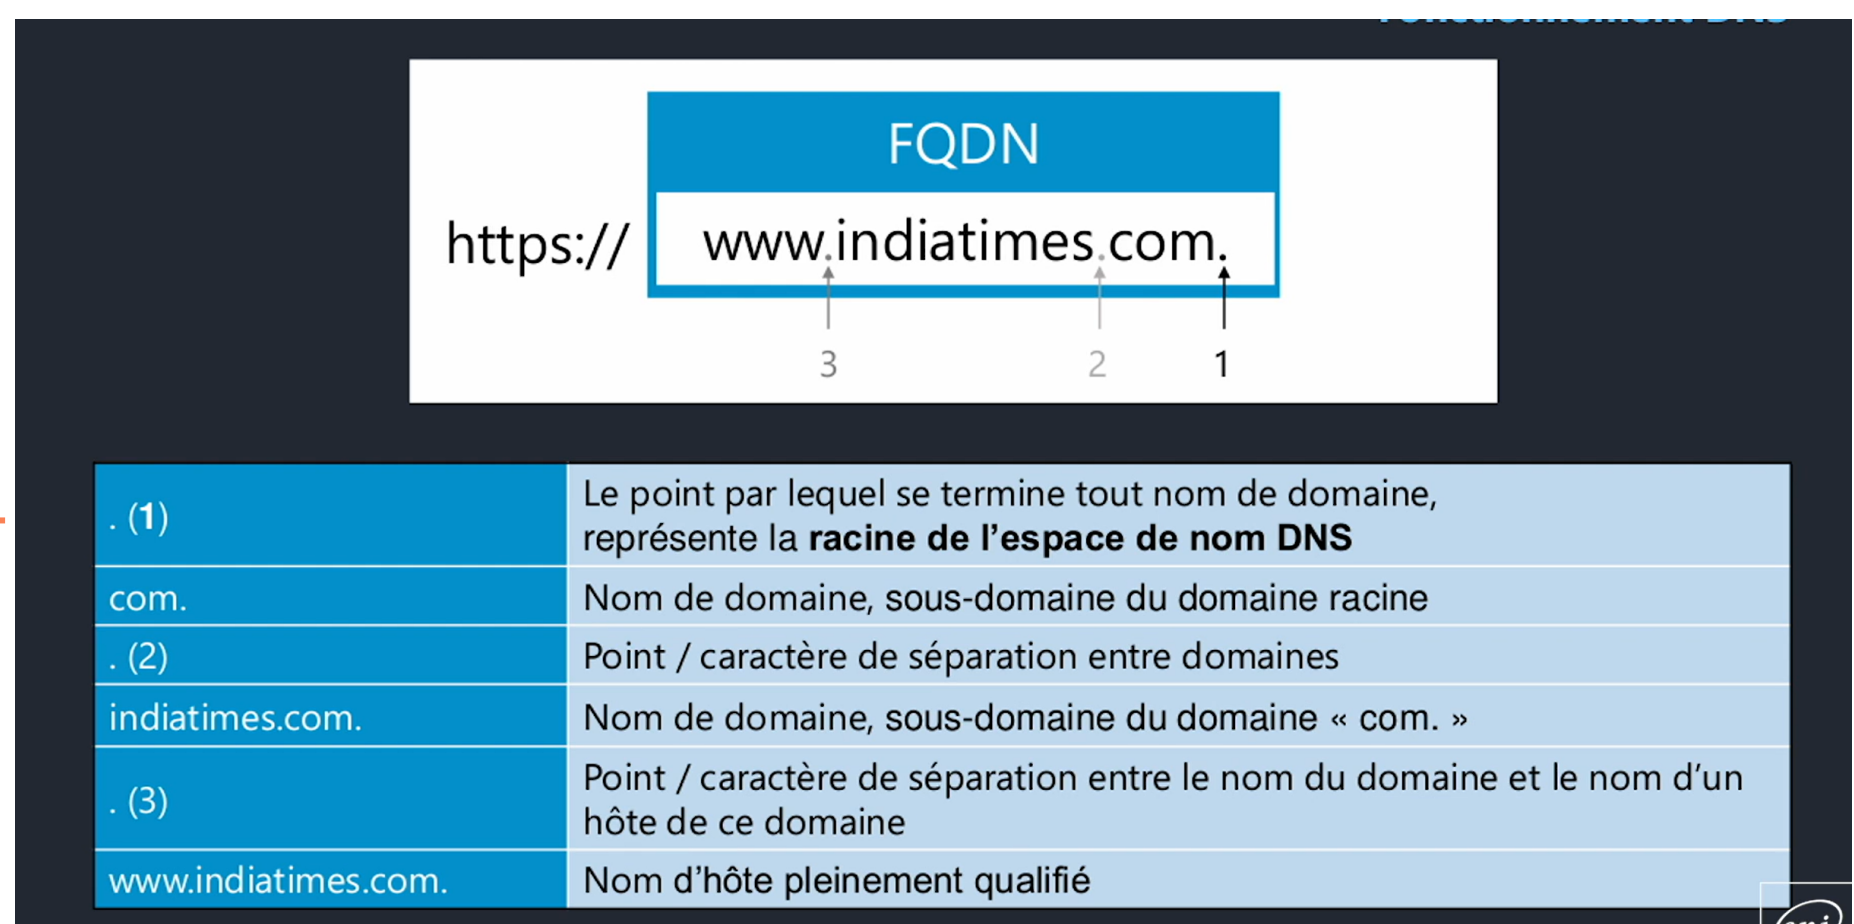 Fonctionnement DNS
FQDN
https:// www.indiatimes.com.
3 2 1
. (1)
Le point par lequel se termine tout nom de domaine,
représente la racine de l’espace de nom DNS
com.
Nom de domaine, sous-domaine du domaine racine
. (2)
Point / caractère de séparation entre domaines
indiatimes.com.
Nom de domaine, sous-domaine du domaine « com. »
. (3)
Point / caractère de séparation entre le nom du domaine et le nom d’un
hôte de ce domaine
www.indiatimes.com.
Nom d’hôte pleinement qualifié
eni